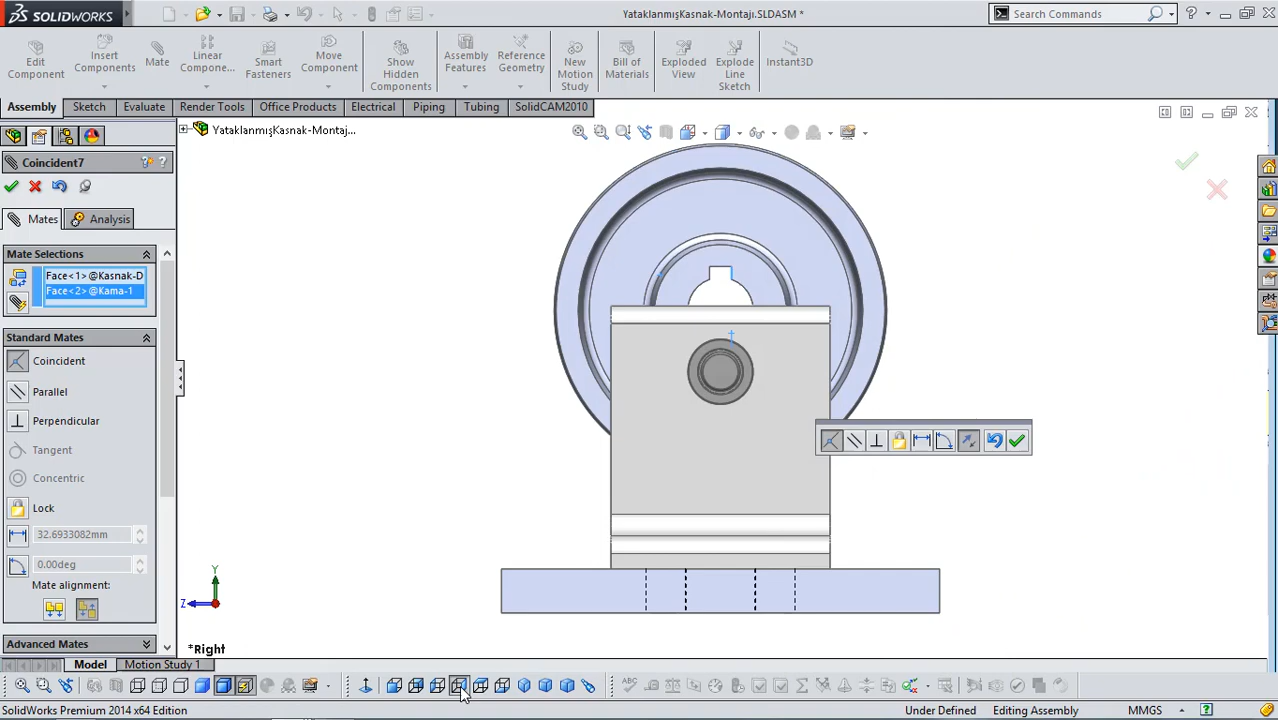 SOLIDWORKS
YataklanmışKasnak-Montajı.SLDASM *
Search Commands
Edit Component
Insert Components
Mate
Linear Compone...
Smart Fasteners
Move Component
Show Hidden Components
Assembly Features
Reference Geometry
New Motion Study
Bill of Materials
Exploded View
Explode Line Sketch
Instant3D
Assembly
Sketch
Evaluate
Render Tools
Office Products
Electrical
Piping
Tubing
SolidCAM2010
YataklanmışKasnak-Montaj...
Coincident7
Mates
Analysis
Mate Selections
Face<1> @Kasnak-D
Face<2> @Kama-1
Standard Mates
Coincident
Parallel
Perpendicular
Tangent
Concentric
Lock
32.6933082mm
0.00deg
Mate alignment:
Advanced Mates
Y
Z
*Right
Model
Motion Study 1
SolidWorks Premium 2014 x64 Edition
Under Defined
Editing Assembly
MMGS